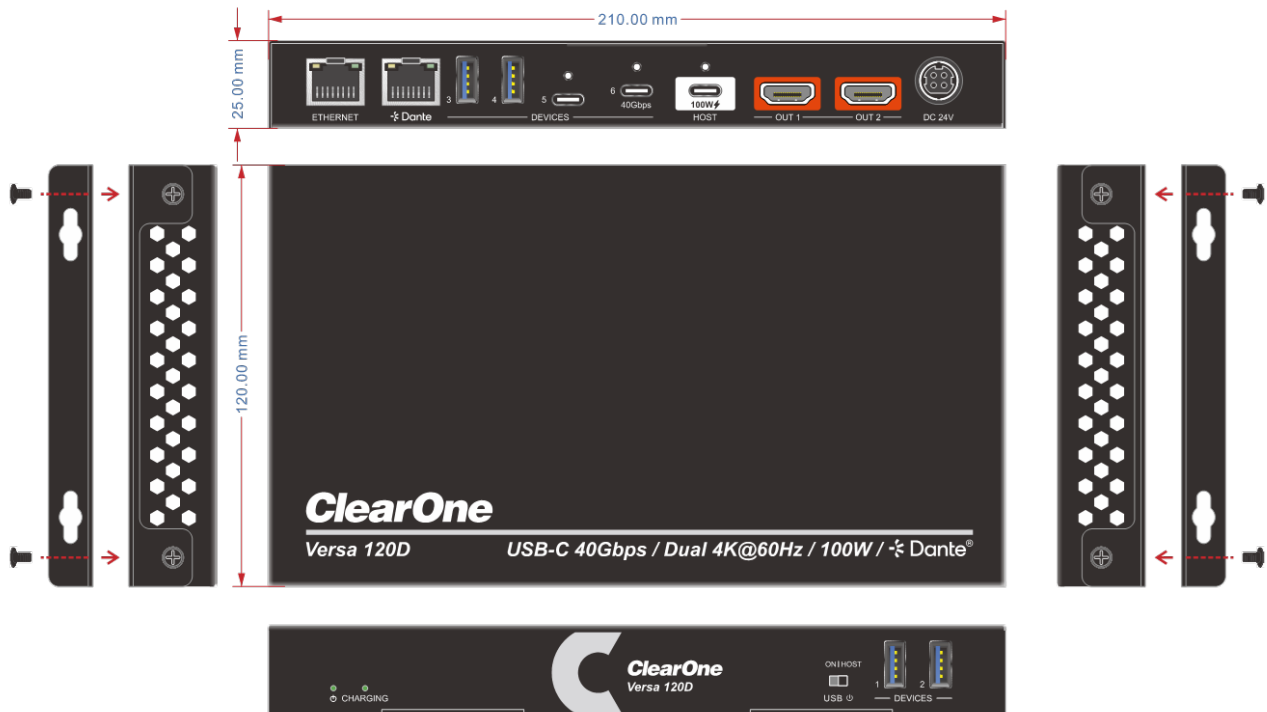 210.00 mm
25.00 mm
3 4 5 6 40Gbps 100W
ETHERNET Dante DEVICES HOST OUT 1 OUT 2 DC 24V
120.00 mm
ClearOne
Versa 120D USB-C 40Gbps / Dual 4K@60Hz / 100W / Dante®
ClearOne
Versa 120D
CHARGING
ON|HOST
USB
1 2
DEVICES